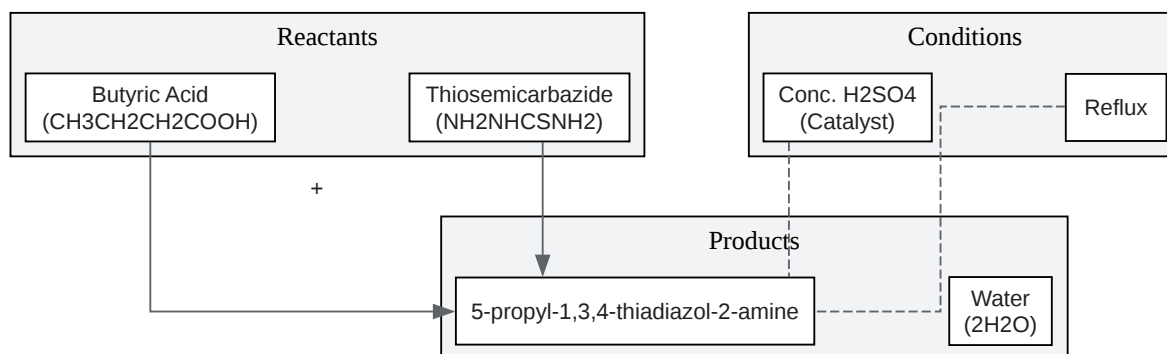 Reactants
Butyric Acid
(CH3CH2CH2COOH)
Thiosemicarbazide
(NH2NHCSNH2)
Conditions
Conc. H2SO4
(Catalyst)
Reflux
+
Products
5-propyl-1,3,4-thiadiazol-2-amine
Water
(2H2O)